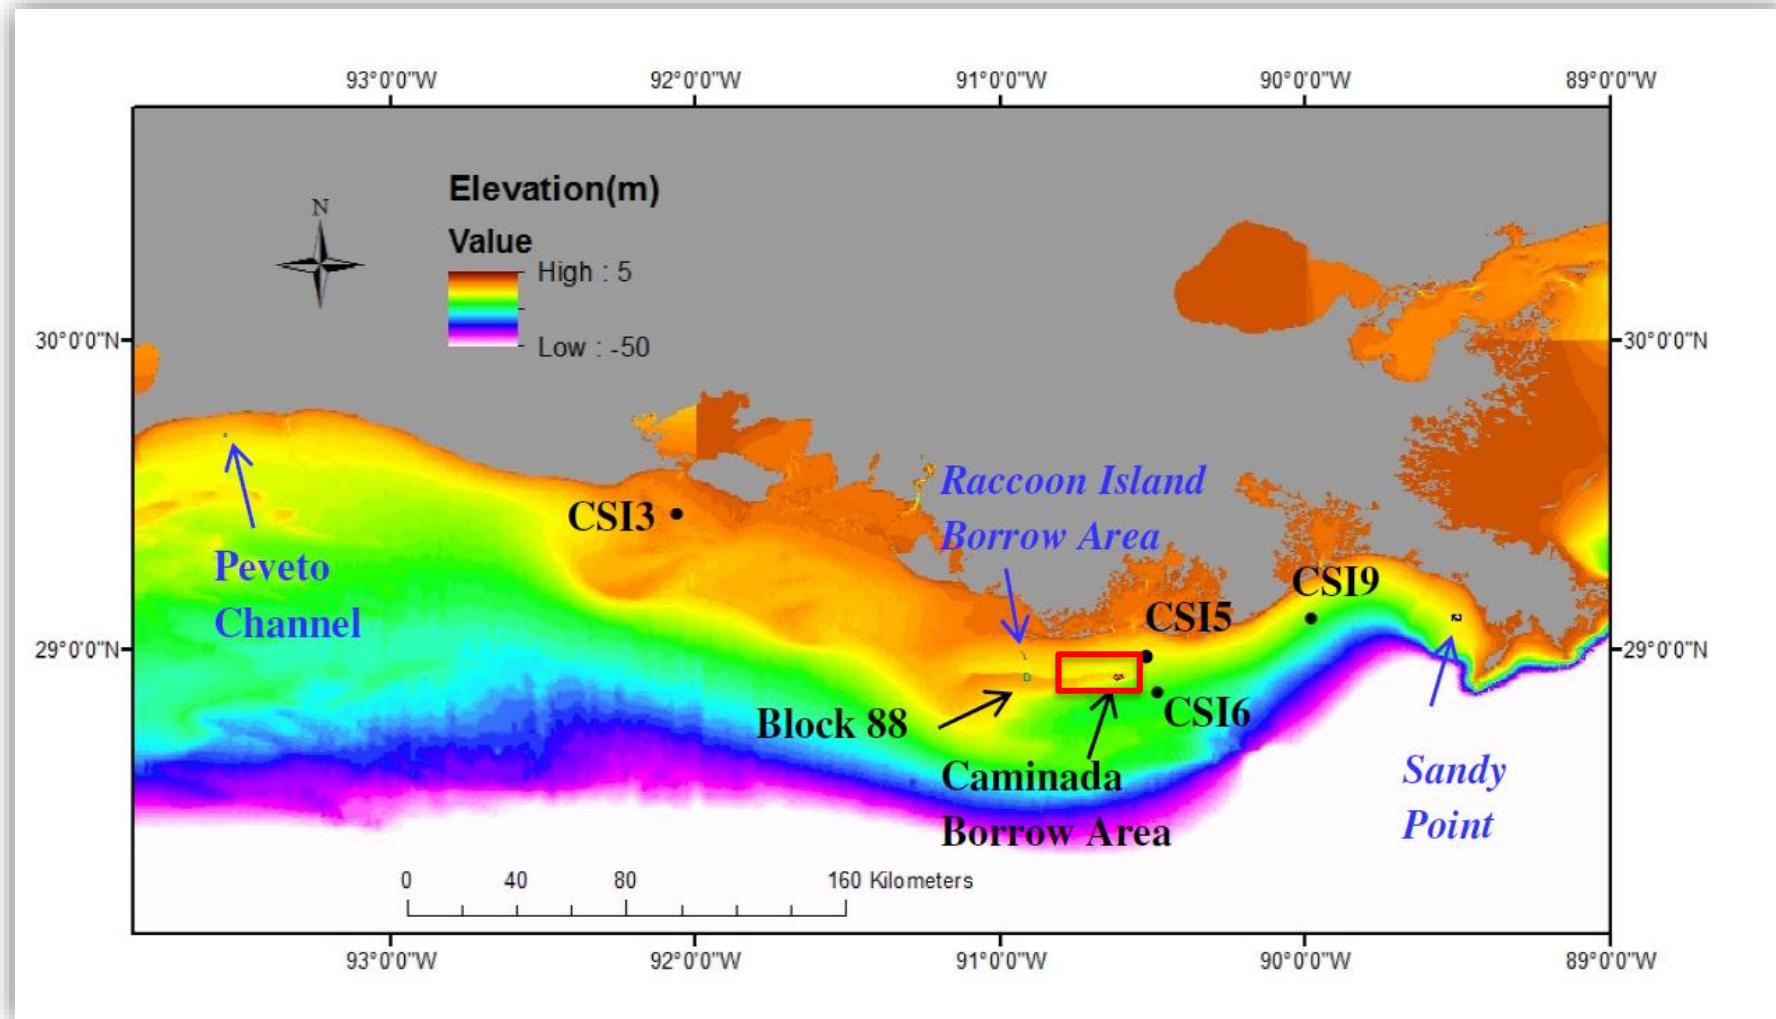 93°0'0"W 92°0'0"W 91°0'0"W 90°0'0"W 89°0'0"W
Elevation(m)
Value
High : 5
Low : -50
N
30°0'0"N 30°0'0"N
Raccoon Island
Borrow Area
CSI3
Peveto
Channel
CSI9
CSI5
29°0'0"N 29°0'0"N
CSI6
Block 88
Caminada
Borrow Area
Sandy
Point
0 40 80 160 Kilometers
93°0'0"W 92°0'0"W 91°0'0"W 90°0'0"W 89°0'0"W